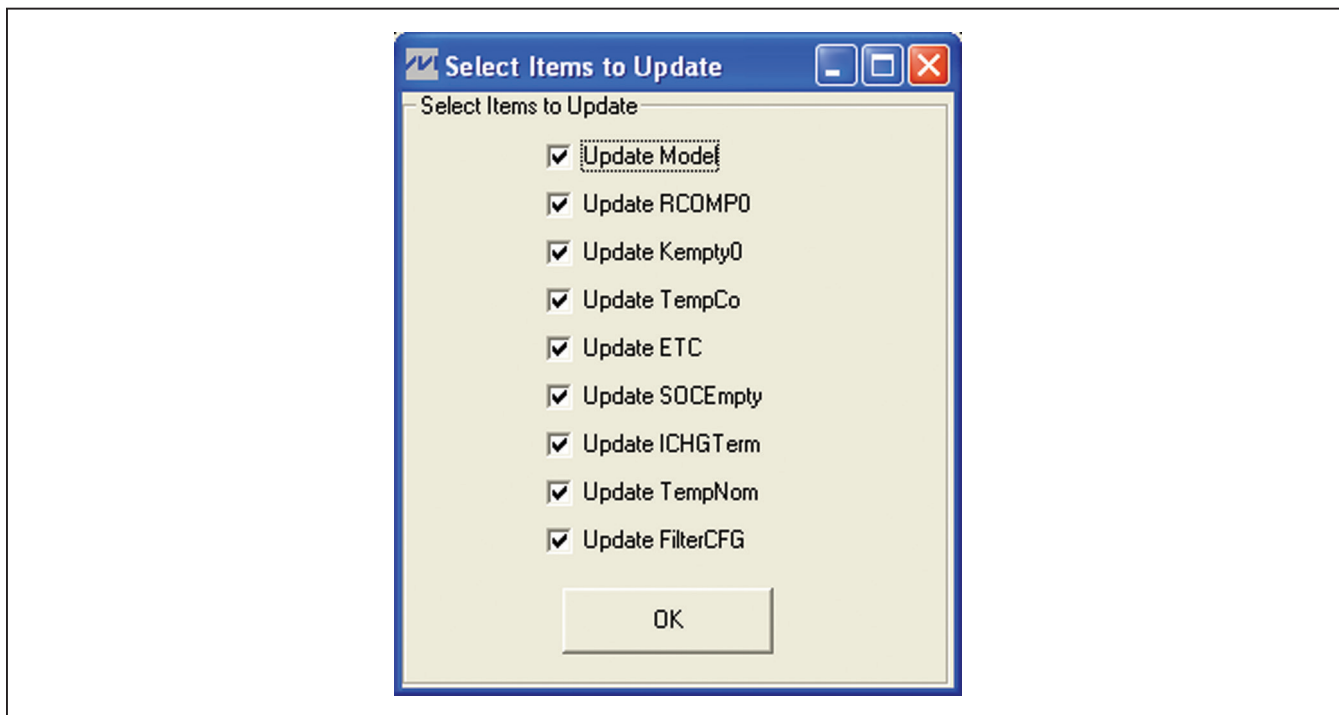 Select Items to Update
Select Items to Update
Update Model
Update RCOMP0
Update Kempty0
Update TempCo
Update ETC
Update SOCEmpty
Update ICHGTerm
Update TempNom
Update FilterCFG
OK